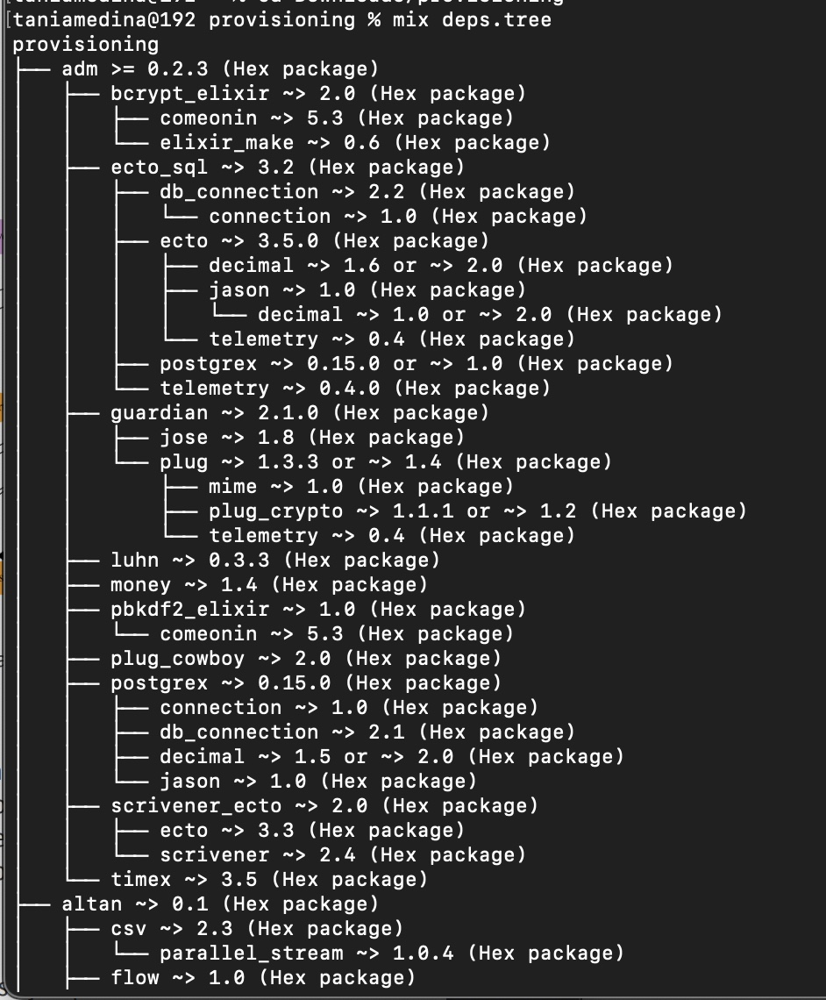 [taniamedina@192 provisioning % mix deps.tree
provisioning
├── adm >= 0.2.3 (Hex package)
│   ├── bcrypt_elixir ~> 2.0 (Hex package)
│   │   ├── comeonin ~> 5.3 (Hex package)
│   │   └── elixir_make ~> 0.6 (Hex package)
│   ├── ecto_sql ~> 3.2 (Hex package)
│   │   ├── db_connection ~> 2.2 (Hex package)
│   │   │   └── connection ~> 1.0 (Hex package)
│   │   ├── ecto ~> 3.5.0 (Hex package)
│   │   │   ├── decimal ~> 1.6 or ~> 2.0 (Hex package)
│   │   │   ├── jason ~> 1.0 (Hex package)
│   │   │   │   └── decimal ~> 1.0 or ~> 2.0 (Hex package)
│   │   │   └── telemetry ~> 0.4 (Hex package)
│   │   ├── postgrex ~> 0.15.0 or ~> 1.0 (Hex package)
│   │   └── telemetry ~> 0.4.0 (Hex package)
│   ├── guardian ~> 2.1.0 (Hex package)
│   │   ├── jose ~> 1.8 (Hex package)
│   │   └── plug ~> 1.3.3 or ~> 1.4 (Hex package)
│   │       ├── mime ~> 1.0 (Hex package)
│   │       ├── plug_crypto ~> 1.1.1 or ~> 1.2 (Hex package)
│   │       └── telemetry ~> 0.4 (Hex package)
│   ├── luhn ~> 0.3.3 (Hex package)
│   ├── money ~> 1.4 (Hex package)
│   ├── pbkdf2_elixir ~> 1.0 (Hex package)
│   │   └── comeonin ~> 5.3 (Hex package)
│   ├── plug_cowboy ~> 2.0 (Hex package)
│   ├── postgrex ~> 0.15.0 (Hex package)
│   │   ├── connection ~> 1.0 (Hex package)
│   │   ├── db_connection ~> 2.1 (Hex package)
│   │   ├── decimal ~> 1.5 or ~> 2.0 (Hex package)
│   │   └── jason ~> 1.0 (Hex package)
│   ├── scrivener_ecto ~> 2.0 (Hex package)
│   │   ├── ecto ~> 3.3 (Hex package)
│   │   └── scrivener ~> 2.4 (Hex package)
│   └── timex ~> 3.5 (Hex package)
├── altan ~> 0.1 (Hex package)
│   ├── csv ~> 2.3 (Hex package)
│   │   └── parallel_stream ~> 1.0.4 (Hex package)
│   ├── flow ~> 1.0 (Hex package)